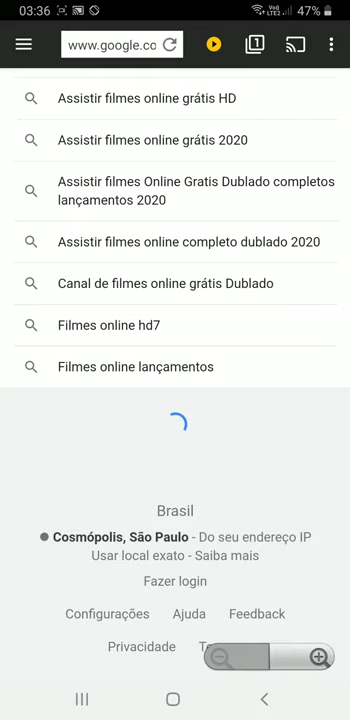 03:36 Vo) LTE2 47%
www.google.cc 1
Assistir filmes online grátis HD
Assistir filmes online grátis 2020
Assistir filmes Online Gratis Dublado completos
lançamentos 2020
Assistir filmes online completo dublado 2020
Canal de filmes online grátis Dublado
Filmes online hd7
Filmes online lançamentos
Brasil
Cosmópolis, São Paulo - Do seu endereço IP
Usar local exato - Saiba mais
Fazer login
Configurações Ajuda Feedback
Privacidade